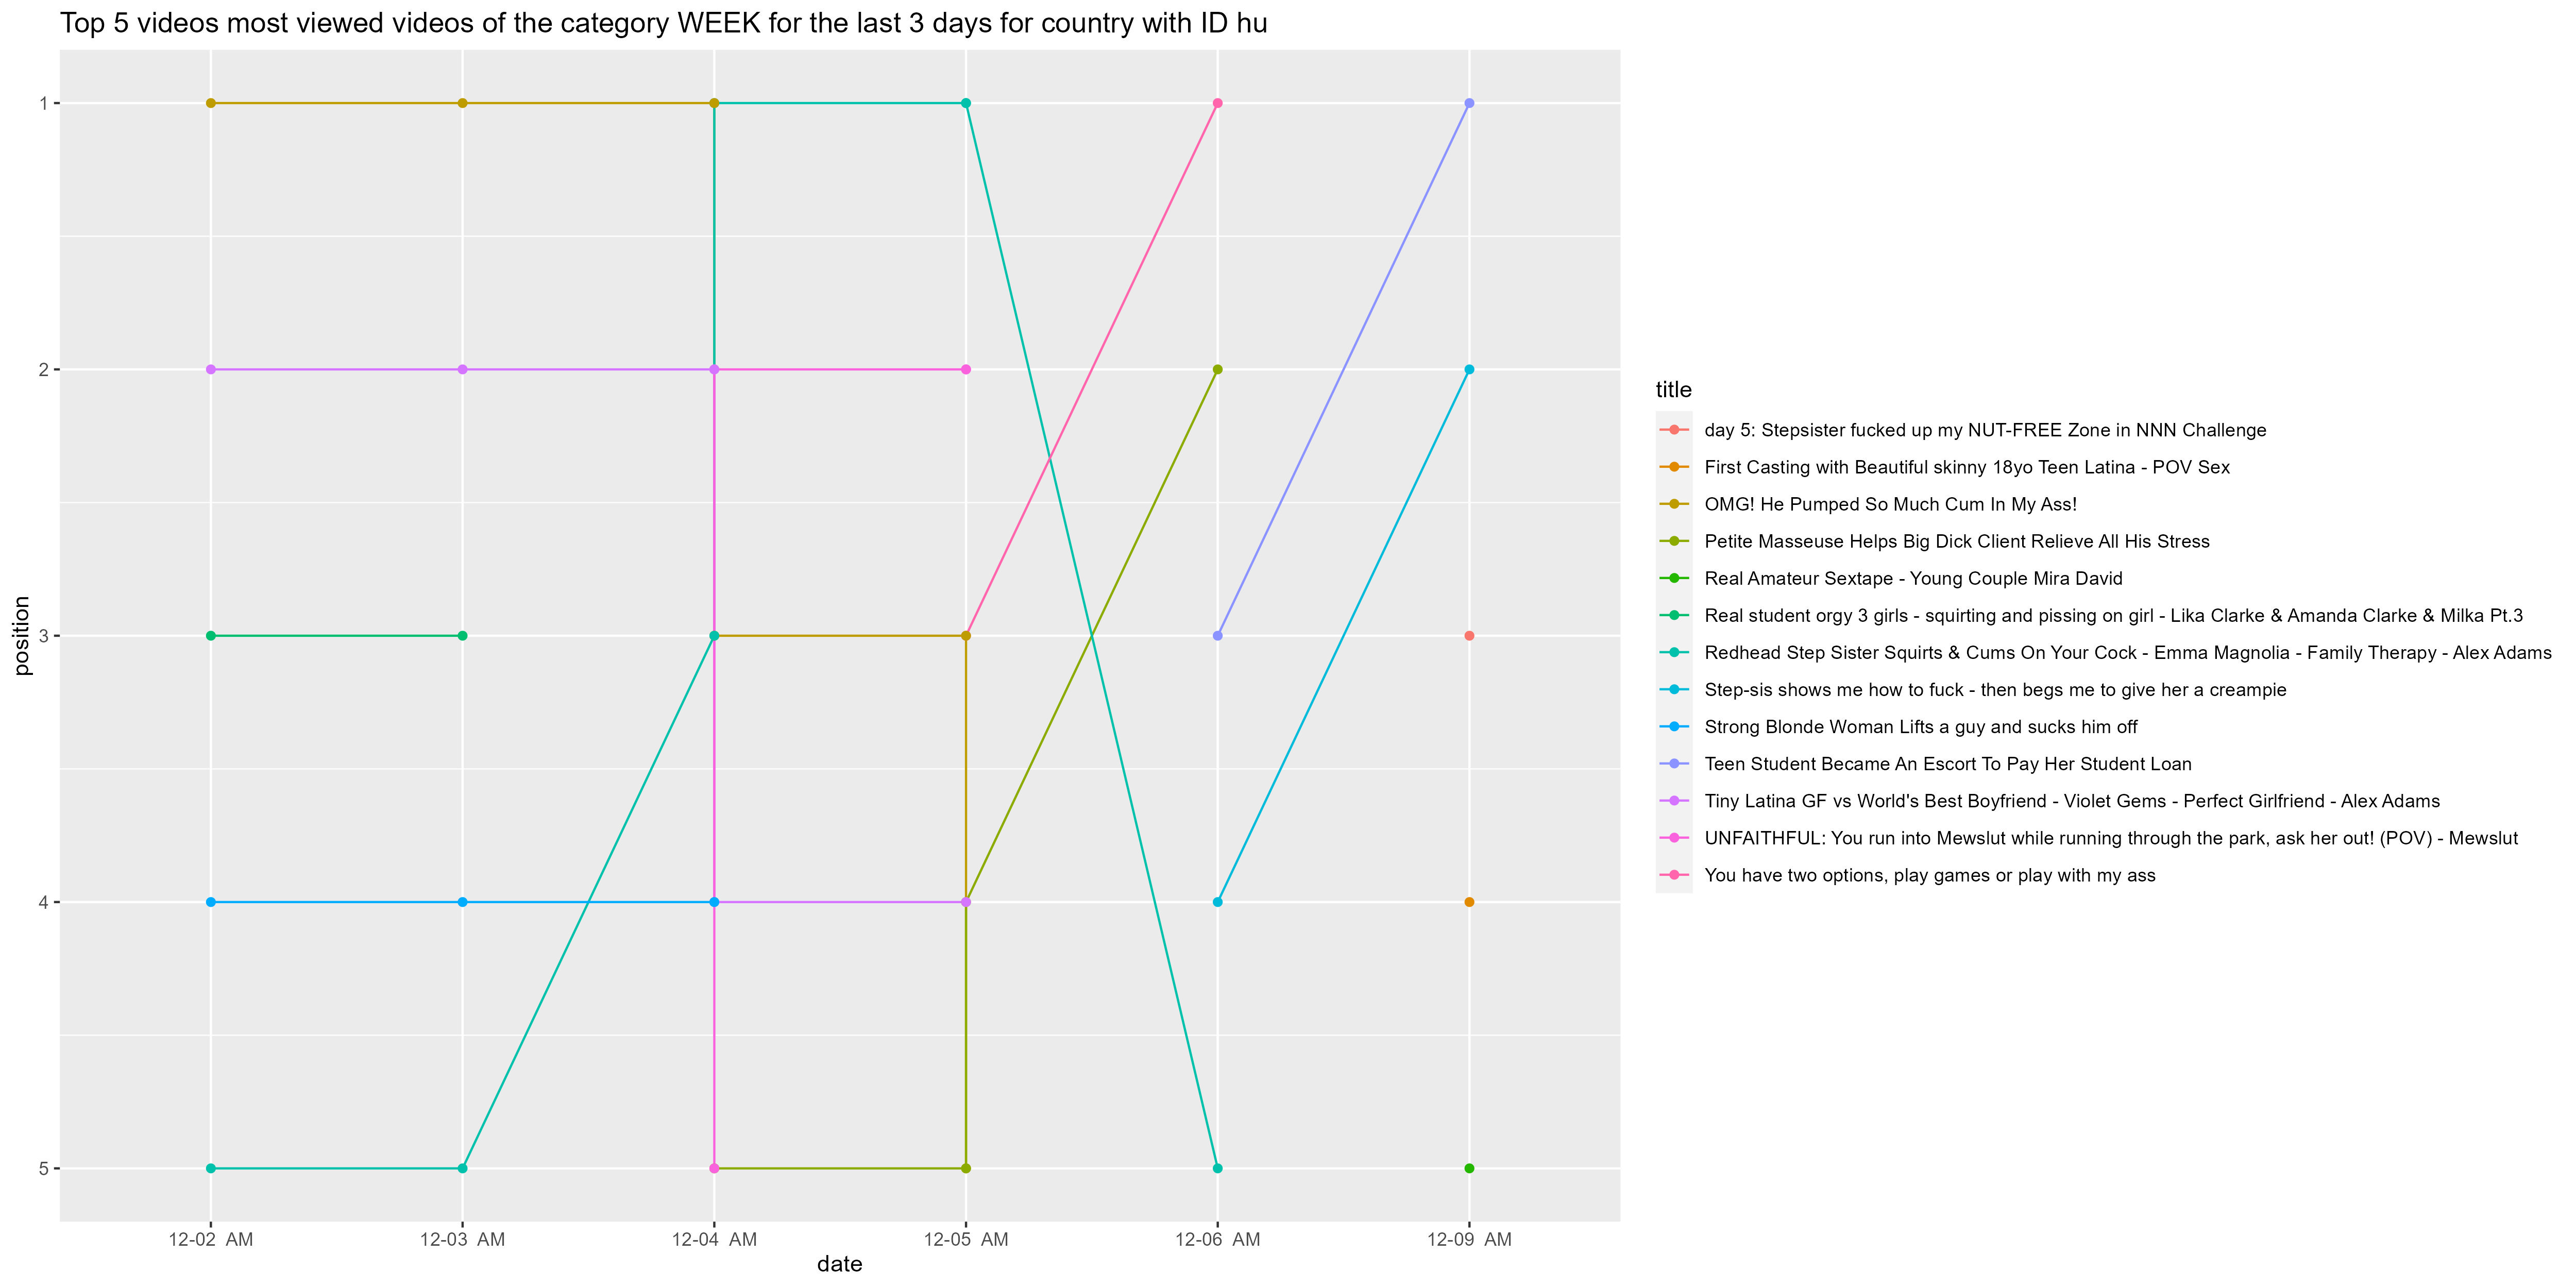 Top 5 videos most viewed videos of the category WEEK for the last 3 days for country with ID hu
position
1
2
3
4
5
12-02 AM
12-03 AM
12-04 AM
12-05 AM
12-06 AM
12-09 AM
date
title
day 5: Stepsister fucked up my NUT-FREE Zone in NNN Challenge
First Casting with Beautiful skinny 18yo Teen Latina - POV Sex
OMG! He Pumped So Much Cum In My Ass!
Petite Masseuse Helps Big Dick Client Relieve All His Stress
Real Amateur Sextape - Young Couple Mira David
Real student orgy 3 girls - squirting and pissing on girl - Lika Clarke & Amanda Clarke & Milka Pt.3
Redhead Step Sister Squirts & Cums On Your Cock - Emma Magnolia - Family Therapy - Alex Adams
Step-sis shows me how to fuck - then begs me to give her a creampie
Strong Blonde Woman Lifts a guy and sucks him off
Teen Student Became An Escort To Pay Her Student Loan
Tiny Latina GF vs World's Best Boyfriend - Violet Gems - Perfect Girlfriend - Alex Adams
UNFAITHFUL: You run into Mewslut while running through the park, ask her out! (POV) - Mewslut
You have two options, play games or play with my ass